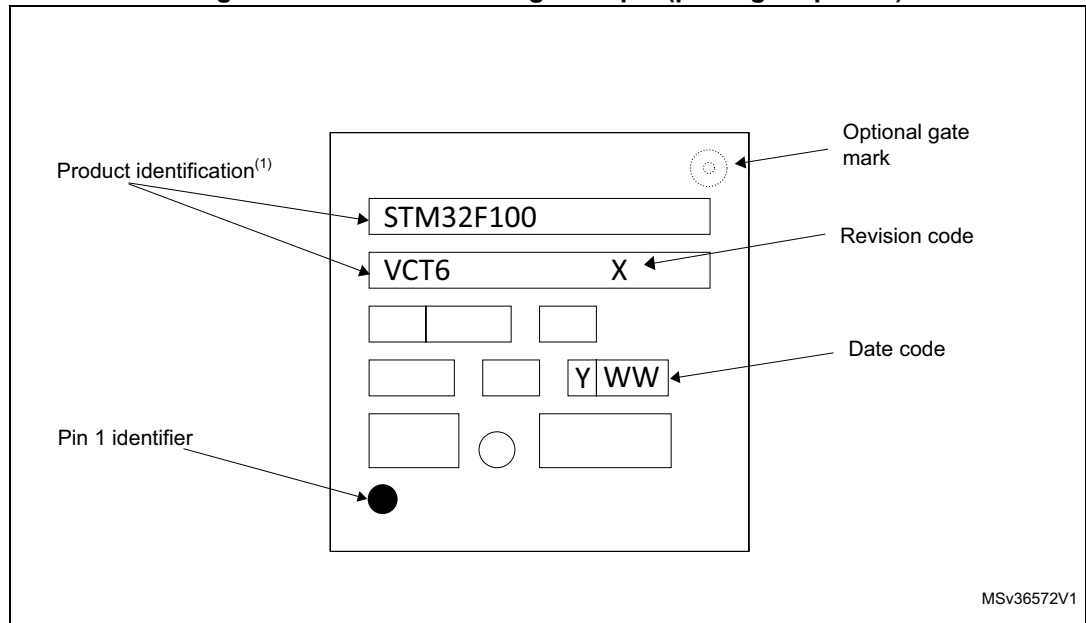 Optional gate
mark
Product identification(1)
STM32F100
Revision code
VCT6 X
Date code
Y WW
Pin 1 identifier
MSv36572V1